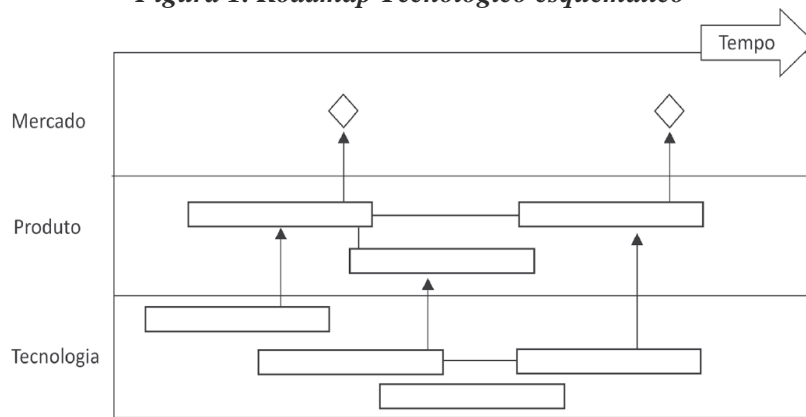 Figura 1: Roadmap Tecnológico esquemático
Tempo
Mercado
Produto
Tecnologia